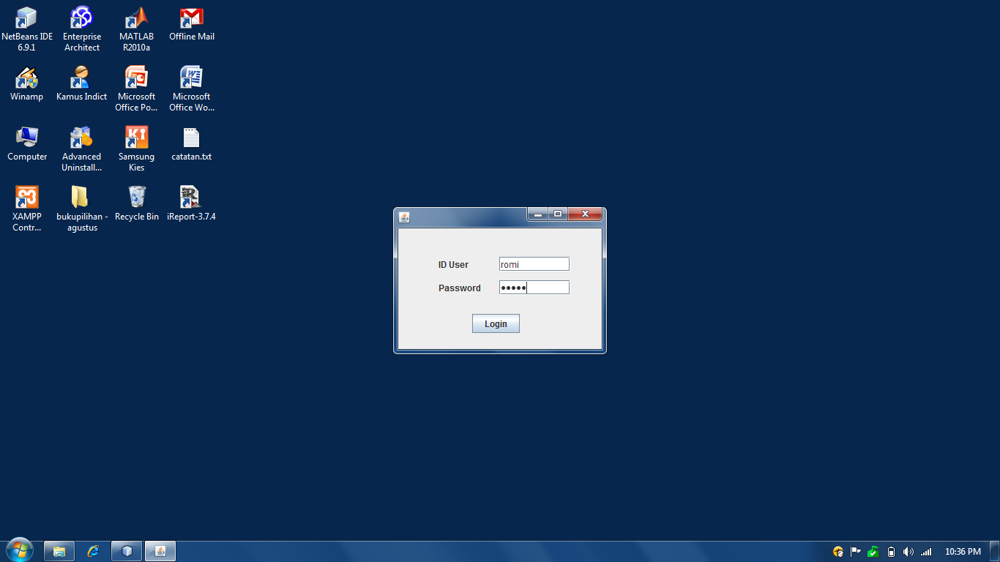 NetBeans IDE
6.9.1
Enterprise
Architect
MATLAB
R2010a
Offline Mail
Winamp
Kamus Indict
Microsoft
Office Po...
Microsoft
Office Wo...
Computer
Advanced
Uninstall...
Samsung
Kies
catatan.txt
XAMPP
Contr...
bukupilihan -
agustus
Recycle Bin
iReport-3.7.4
ID User
romi
Password
•••••
Login
10:36 PM